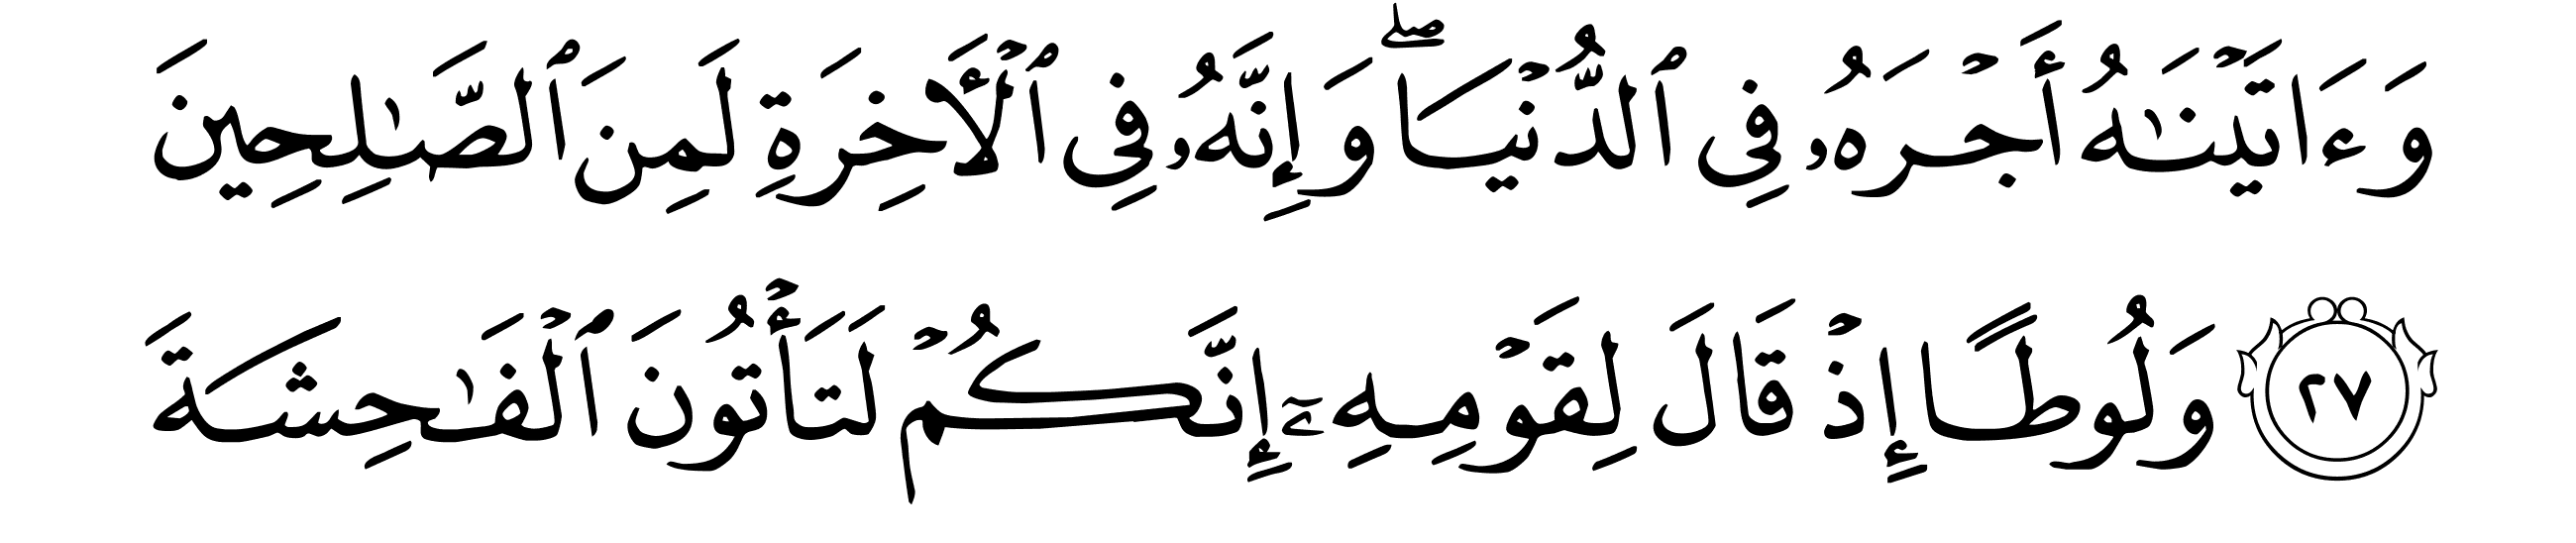 وَءَاتَيْنَـٰهُ أَجْرَهُۥ فِى ٱلدُّنْيَا ۖ وَإِنَّهُۥ فِى ٱلْـَٔاخِرَةِ لَمِنَ ٱلصَّـٰلِحِينَ
٢٧ وَلُوطًا إِذْ قَالَ لِقَوْمِهِۦٓ إِنَّكُمْ لَتَأْتُونَ ٱلْفَـٰحِشَةَ